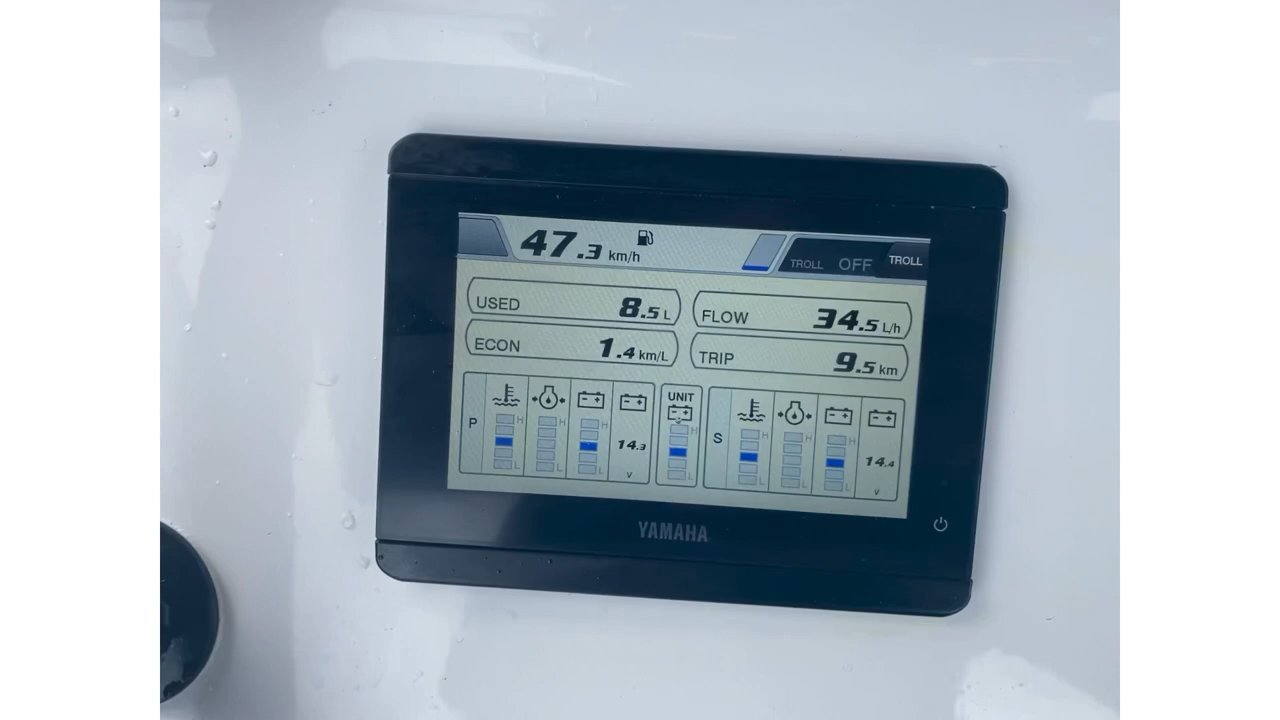 47.3 km/h
TROLL OFF TROLL
USED 8.5 L
FLOW 34.5 L/h
ECON 1.4 km/L
TRIP 9.5 km
P H L H L H L 14.3 V
UNIT H L
S H L H L H L 14.4 V
YAMAHA